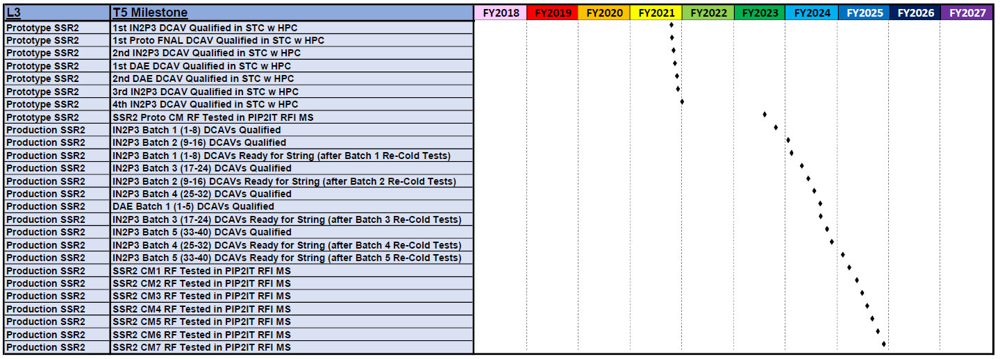 L3 T5 Milestone FY2018 FY2019 FY2020 FY2021 FY2022 FY2023 FY2024 FY2025 FY2026 FY2027
Prototype SSR2 1st IN2P3 DCAV Qualified in STC w HPC
Prototype SSR2 1st Proto FNAL DCAV Qualified in STC w HPC
Prototype SSR2 2nd IN2P3 DCAV Qualified in STC w HPC
Prototype SSR2 1st DAE DCAV Qualified in STC w HPC
Prototype SSR2 2nd DAE DCAV Qualified in STC w HPC
Prototype SSR2 3rd IN2P3 DCAV Qualified in STC w HPC
Prototype SSR2 4th IN2P3 DCAV Qualified in STC w HPC
Prototype SSR2 SSR2 Proto CM RF Tested in PIP2IT RFI MS
Production SSR2 IN2P3 Batch 1 (1-8) DCAVs Qualified
Production SSR2 IN2P3 Batch 2 (9-16) DCAVs Qualified
Production SSR2 IN2P3 Batch 1 (1-8) DCAVs Ready for String (after Batch 1 Re-Cold Tests)
Production SSR2 IN2P3 Batch 3 (17-24) DCAVs Qualified
Production SSR2 IN2P3 Batch 2 (9-16) DCAVs Ready for String (after Batch 2 Re-Cold Tests)
Production SSR2 IN2P3 Batch 4 (25-32) DCAVs Qualified
Production SSR2 DAE Batch 1 (1-5) DCAVs Qualified
Production SSR2 IN2P3 Batch 3 (17-24) DCAVs Ready for String (after Batch 3 Re-Cold Tests)
Production SSR2 IN2P3 Batch 5 (33-40) DCAVs Qualified
Production SSR2 IN2P3 Batch 4 (25-32) DCAVs Ready for String (after Batch 4 Re-Cold Tests)
Production SSR2 IN2P3 Batch 5 (33-40) DCAVs Ready for String (after Batch 5 Re-Cold Tests)
Production SSR2 SSR2 CM1 RF Tested in PIP2IT RFI MS
Production SSR2 SSR2 CM2 RF Tested in PIP2IT RFI MS
Production SSR2 SSR2 CM3 RF Tested in PIP2IT RFI MS
Production SSR2 SSR2 CM4 RF Tested in PIP2IT RFI MS
Production SSR2 SSR2 CM5 RF Tested in PIP2IT RFI MS
Production SSR2 SSR2 CM6 RF Tested in PIP2IT RFI MS
Production SSR2 SSR2 CM7 RF Tested in PIP2IT RFI MS